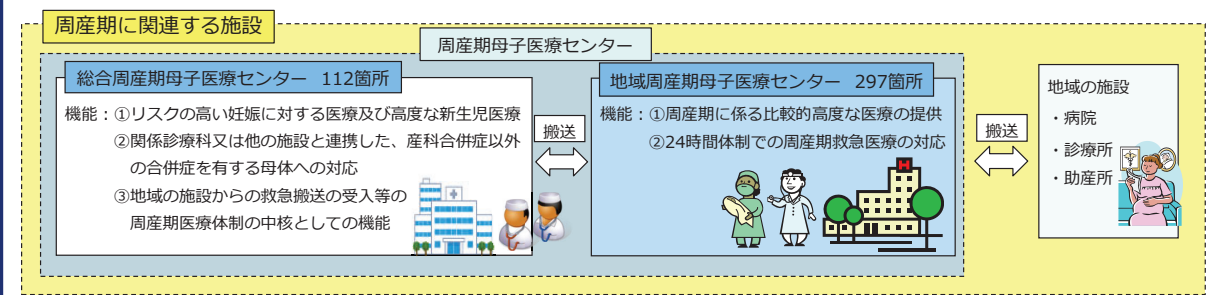 周産期に関連する施設
周産期母子医療センター
総合周産期母子医療センター 112箇所
機能：①リスクの高い妊娠に対する医療及び高度な新生児医療
②関係診療科又は他の施設と連携した、産科合併症以外
の合併症を有する母体への対応
③地域の施設からの救急搬送の受入等の
周産期医療体制の中核としての機能
搬送
地域周産期母子医療センター 297箇所
機能：①周産期に係る比較的高度な医療の提供
②24時間体制での周産期救急医療の対応
H
搬送
地域の施設
・病院
・診療所
・助産所